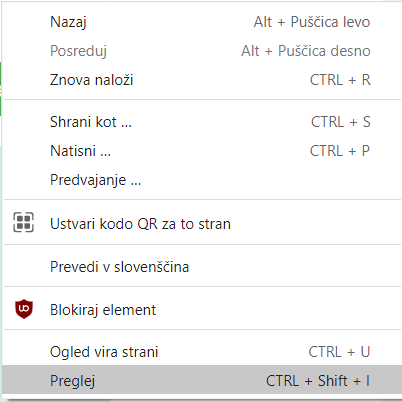 Nazaj Alt + Puščica levo
Posreduj Alt + Puščica desno
Znova naloži CTRL + R
Shrani kot ... CTRL + S
Natisni ... CTRL + P
Predvajanje ...
Ustvari kodo QR za to stran
Prevedi v slovenščina
Blokiraj element
Ogled vira strani CTRL + U
Preglej CTRL + Shift + I